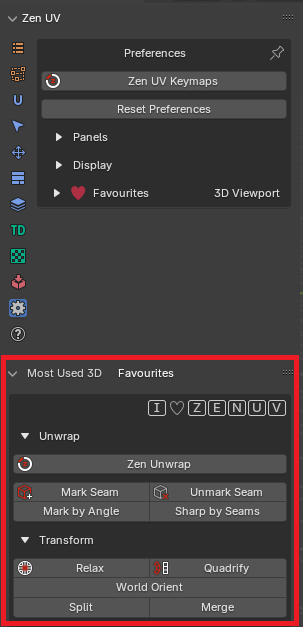 Zen UV
Preferences
Zen UV Keymaps
Reset Preferences
Panels
Display
Favourites 3D Viewport
TD
Most Used 3D Favourites
I ♡ Z E N U V
Unwrap
Zen Unwrap
Mark Seam Unmark Seam
Mark by Angle Sharp by Seams
Transform
Relax Quadrify
World Orient
Split Merge